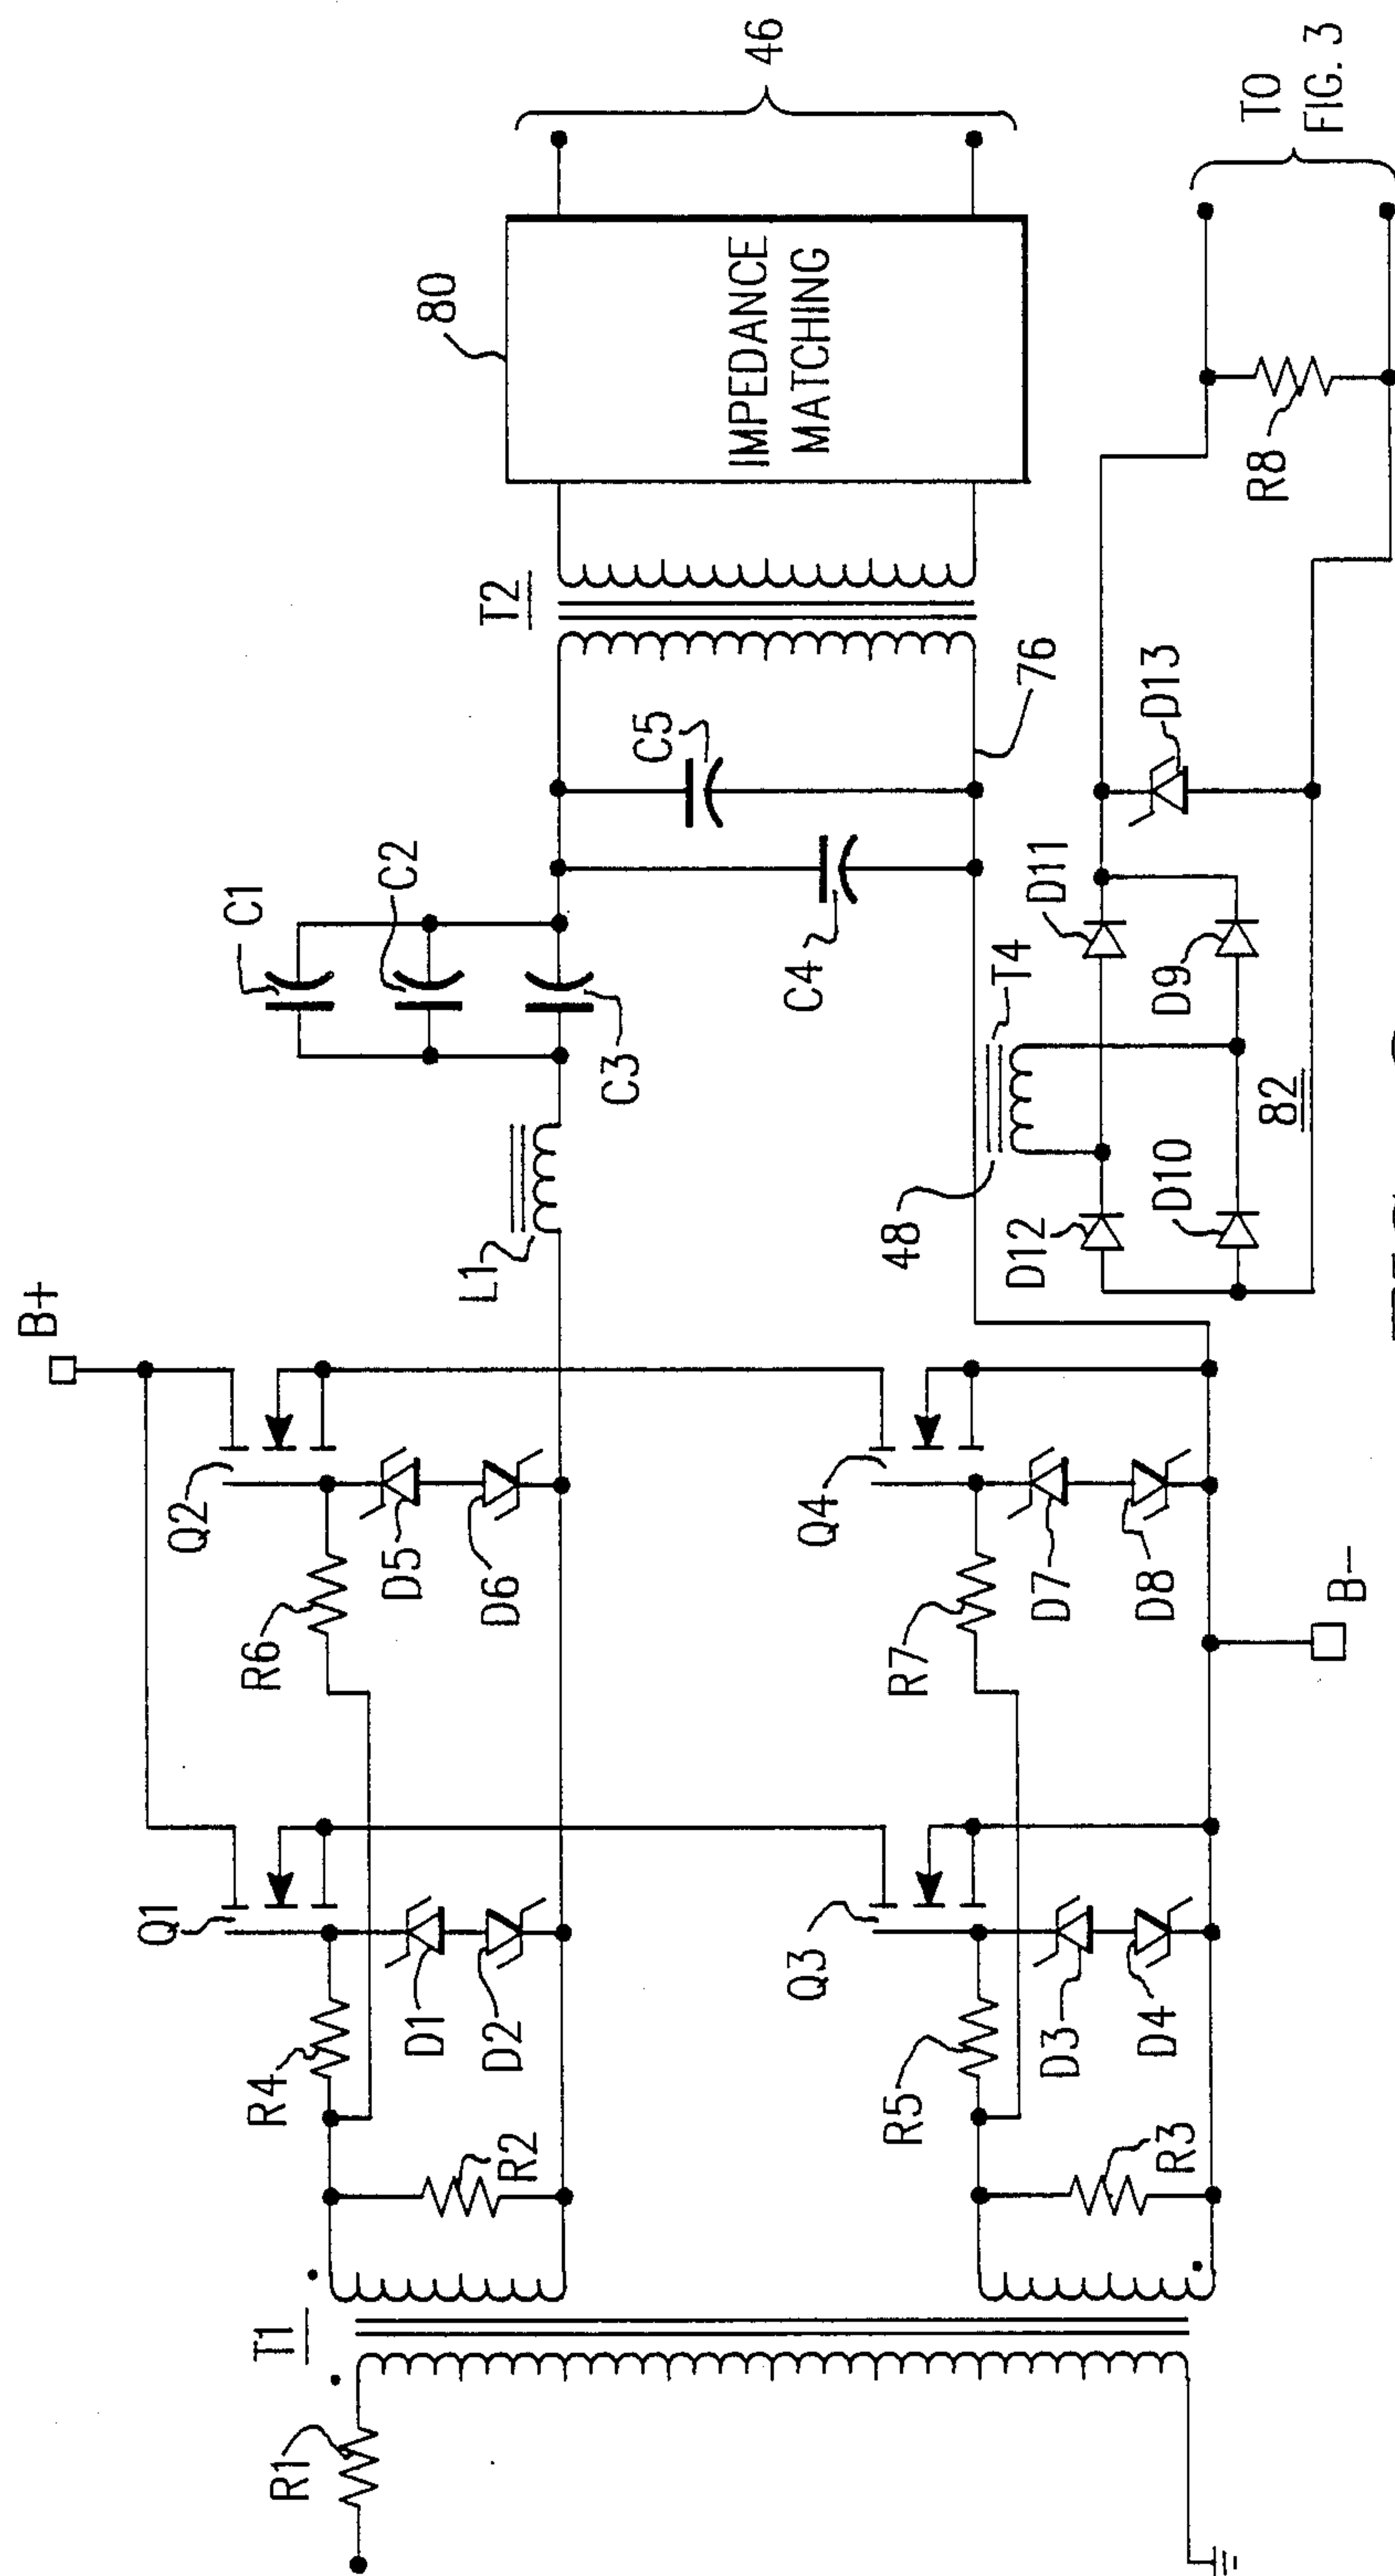 B+
Q2
Q1
R6
R4
D5
D6
D1
D2
R2
T1
R1
L1
C1
C2
C3
C4
C5
T2
80
IMPEDANCE
MATCHING
46
76
Q4
Q3
R7
R5
D7
D8
D3
D4
R3
B-
48
T4
D12
D11
D10
D9
82
D13
R8
TO
FIG. 3